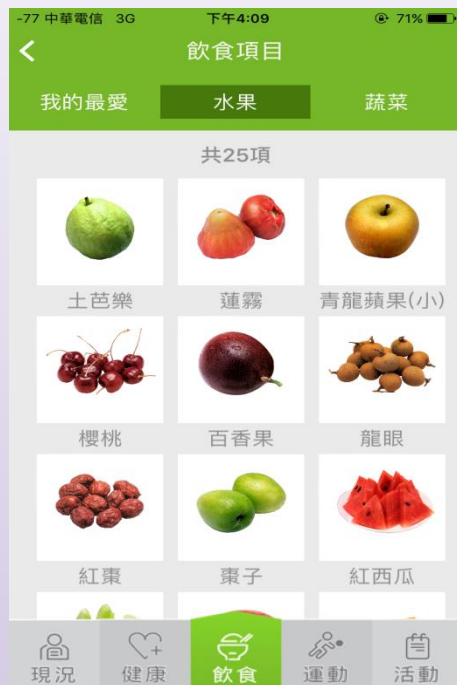 -77 中華電信 3G 下午4:09 71%
飲食項目
我的最愛 水果 蔬菜
共25項
土芭樂 蓮霧 青龍蘋果(小)
櫻桃 百香果 龍眼
紅棗 棗子 紅西瓜
現況 健康 飲食 運動 活動